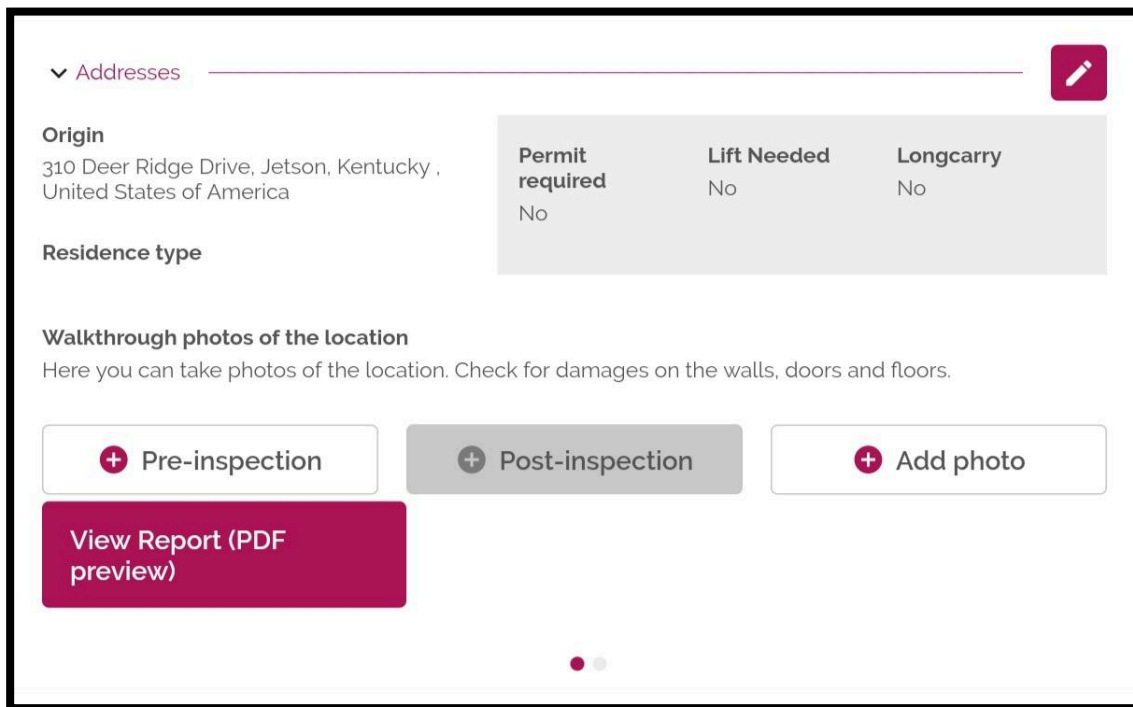 Addresses
Origin
310 Deer Ridge Drive, Jetson, Kentucky ,
United States of America
Residence type
Permit
required
No
Lift Needed
No
Longcarry
No
Walkthrough photos of the location
Here you can take photos of the location. Check for damages on the walls, doors and floors.
Pre-inspection
Post-inspection
Add photo
View Report (PDF
preview)